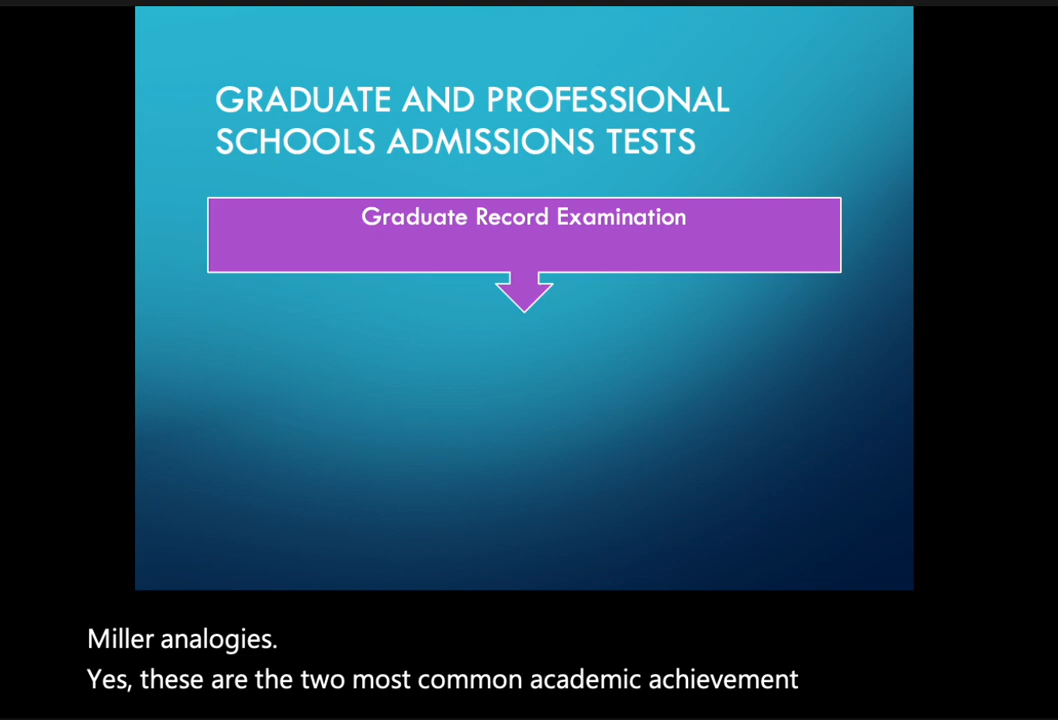 GRADUATE AND PROFESSIONAL
SCHOOLS ADMISSIONS TESTS
Graduate Record Examination
Miller analogies.
Yes, these are the two most common academic achievement